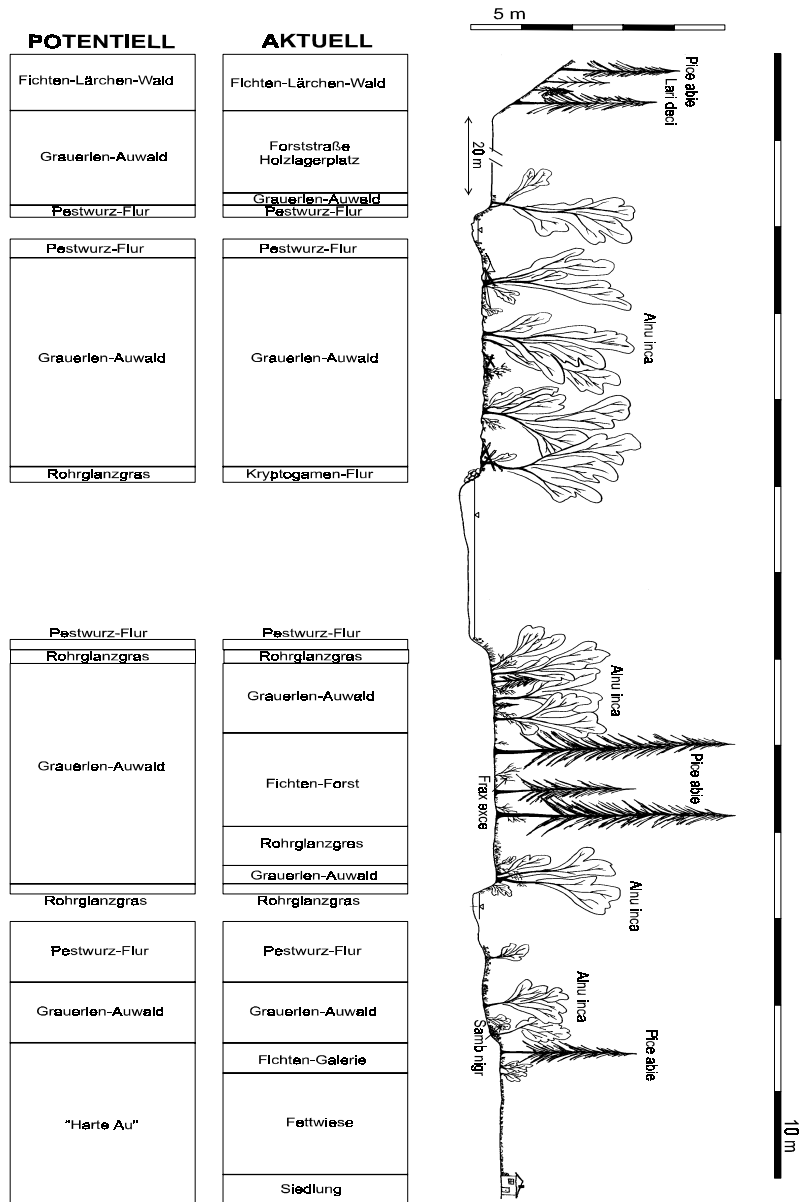 5 m
POTENTIELL
Fichten-Lärchen-Wald
Grauerlen-Auwald
Pestwurz-Flur
Pestwurz-Flur
Grauerlen-Auwald
Rohrglanzgras
Pestwurz-Flur
Rohrglanzgras
Grauerlen-Auwald
Rohrglanzgras
Pestwurz-Flur
Grauerlen-Auwald
"Harte Au"
AKTUELL
Fichten-Lärchen-Wald
Forststraße
Holzlagerplatz
Grauerlen-Auwald
Pestwurz-Flur
Pestwurz-Flur
Grauerlen-Auwald
Kryptogamen-Flur
Pestwurz-Flur
Rohrglanzgras
Grauerlen-Auwald
Fichten-Forst
Rohrglanzgras
Grauerlen-Auwald
Rohrglanzgras
Pestwurz-Flur
Grauerlen-Auwald
Fichten-Galerie
Fettwiese
Siedlung
Pice abie
Lari deci
20 m
Alnu inca
Alnu inca
Pice abie
Frax exce
Alnu inca
Alnu inca
Samb nigr
Pice abie
10 m